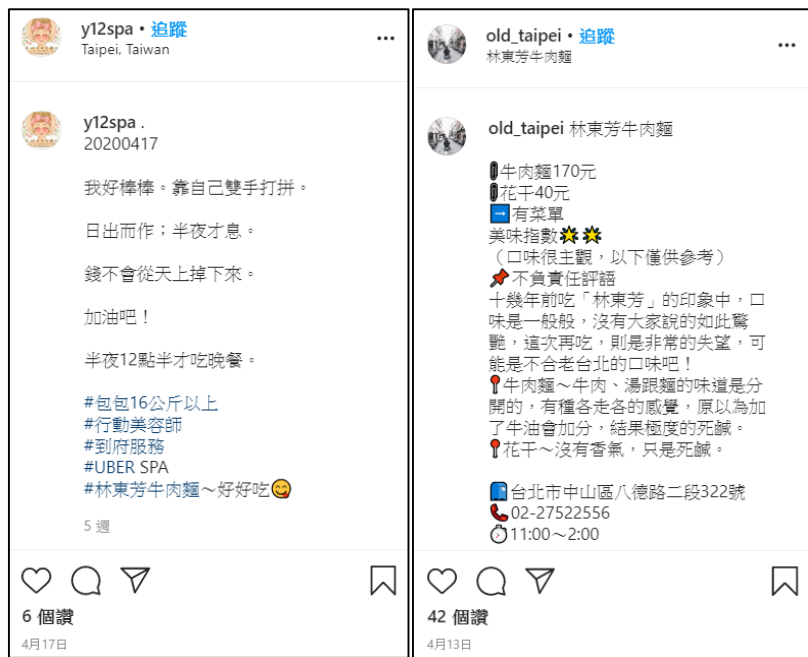 y12spa • 追蹤
Taipei, Taiwan
y12spa .
20200417
我好棒棒。靠自己雙手打拼。
日出而作；半夜才息。
錢不會從天上掉下來。
加油吧！
半夜12點半才吃晚餐。
#包包16公斤以上
#行動美容師
#到府服務
#UBER SPA
#林東芳牛肉麵～好好吃😋
5 週
6 個讚
4月17日
old_taipei • 追蹤
林東芳牛肉麵
old_taipei 林東芳牛肉麵
牛肉麵170元
花干40元
➡️有菜單
美味指數🌟🌟
（口味很主觀，以下僅供參考）
📌不負責任評語
十幾年前吃「林東芳」的印象中，口
味是一般般，沒有大家說的如此驚
艷，這次再吃，則是非常的失望，可
能是不合老台北的口味吧！
📍牛肉麵～牛肉、湯跟麵的味道是分
開的，有種各走各的感覺，原以為加
了牛油會加分，結果極度的死鹹。
📍花干～沒有香氣，只是死鹹。
📘台北市中山區八德路二段322號
📞02-27522556
⏱11:00～2:00
42 個讚
4月13日